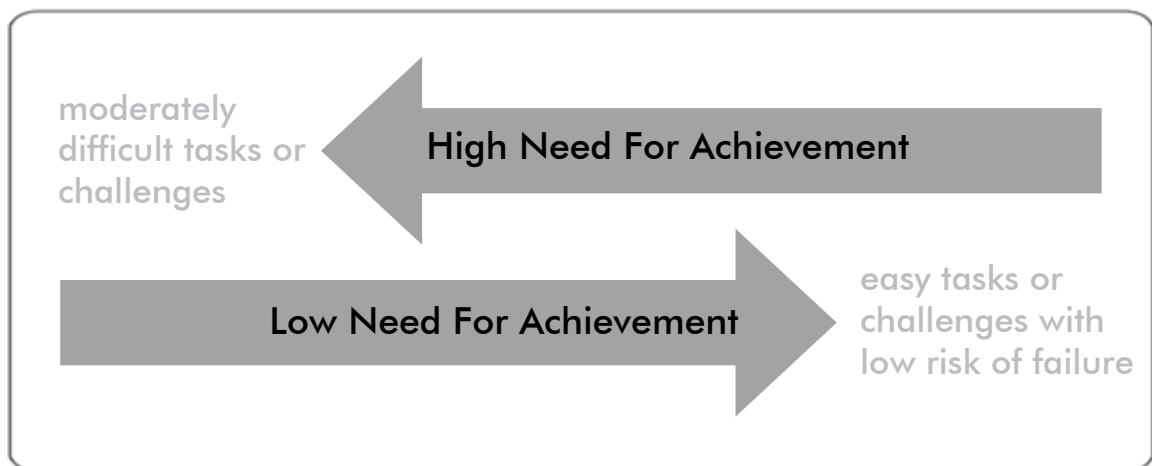 moderately
difficult tasks or
challenges
High Need For Achievement
Low Need For Achievement
easy tasks or
challenges with
low risk of failure